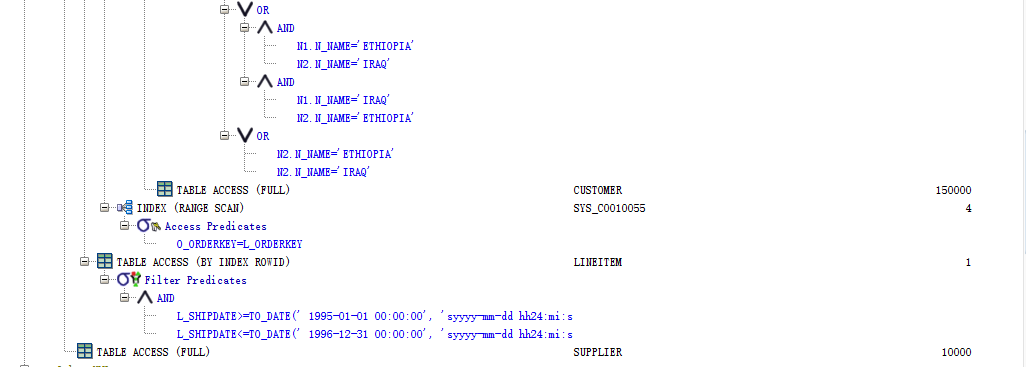 OR
AND
N1.N_NAME='ETHIOPIA'
N2.N_NAME='IRAQ'
AND
N1.N_NAME='IRAQ'
N2.N_NAME='ETHIOPIA'
OR
N2.N_NAME='ETHIOPIA'
N2.N_NAME='IRAQ'
TABLE ACCESS (FULL) CUSTOMER 150000
INDEX (RANGE SCAN) SYS_C0010055 4
Access Predicates
O_ORDERKEY=L_ORDERKEY
TABLE ACCESS (BY INDEX ROWID) LINEITEM 1
Filter Predicates
AND
L_SHIPDATE>=TO_DATE(' 1995-01-01 00:00:00', 'syyyy-mm-dd hh24:mi:s
L_SHIPDATE<=TO_DATE(' 1996-12-31 00:00:00', 'syyyy-mm-dd hh24:mi:s
TABLE ACCESS (FULL) SUPPLIER 10000